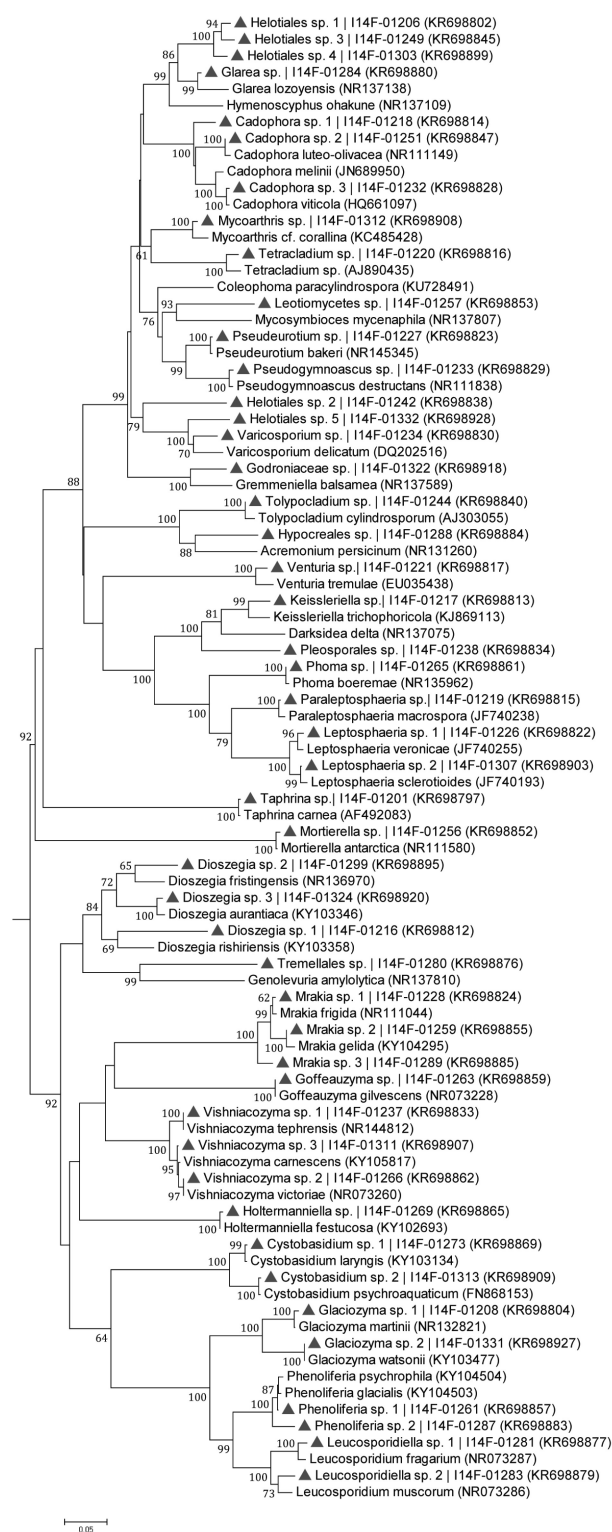 ▲ Helotiales sp. 1 | I14F-01206 (KR698802)
▲ Helotiales sp. 3 | I14F-01249 (KR698845)
▲ Helotiales sp. 4 | I14F-01303 (KR698899)
▲ Glarea sp. | I14F-01284 (KR698880)
Glarea lozoyensis (NR137138)
Hymenoscyphus ohakune (NR137109)
▲ Cadophora sp. 1 | I14F-01218 (KR698814)
▲ Cadophora sp. 2 | I14F-01251 (KR698847)
Cadophora luteo-olivacea (NR111149)
Cadophora melinii (JN689950)
▲ Cadophora sp. 3 | I14F-01232 (KR698828)
Cadophora viticola (HQ661097)
▲ Mycoarthris sp. | I14F-01312 (KR698908)
Mycoarthris cf. corallina (KC485428)
▲ Tetracladium sp. | I14F-01220 (KR698816)
Tetracladium sp. (AJ890435)
Coleophoma paracylindrospora (KU728491)
▲ Leotiomycetes sp. | I14F-01257 (KR698853)
Mycosymbioces mycenaphila (NR137807)
▲ Pseudeurotium sp. | I14F-01227 (KR698823)
Pseudeurotium bakeri (NR145345)
▲ Pseudogymnoascus sp. | I14F-01233 (KR698829)
Pseudogymnoascus destructans (NR111838)
▲ Helotiales sp. 2 | I14F-01242 (KR698838)
▲ Helotiales sp. 5 | I14F-01332 (KR698928)
▲ Varicosporium sp. | I14F-01234 (KR698830)
Varicosporium delicatum (DQ202516)
▲ Godroniaceae sp. | I14F-01322 (KR698918)
Gremmeniella balsamea (NR137589)
▲ Tolypocladium sp. | I14F-01244 (KR698840)
Tolypocladium cylindrosporum (AJ303055)
▲ Hypocreales sp. | I14F-01288 (KR698884)
Acremonium persicinum (NR131260)
▲ Venturia sp.| I14F-01221 (KR698817)
Venturia tremulae (EU035438)
▲ Keissleriella sp.| I14F-01217 (KR698813)
Keissleriella trichophoricola (KJ869113)
Darksidea delta (NR137075)
▲ Pleosporales sp. | I14F-01238 (KR698834)
▲ Phoma sp. | I14F-01265 (KR698861)
Phoma boeremae (NR135962)
▲ Paraleptosphaeria sp.| I14F-01219 (KR698815)
Paraleptosphaeria macrospora (JF740238)
▲ Leptosphaeria sp. 1 | I14F-01226 (KR698822)
Leptosphaeria veronicae (JF740255)
▲ Leptosphaeria sp. 2 | I14F-01307 (KR698903)
Leptosphaeria sclerotioides (JF740193)
▲ Taphrina sp.| I14F-01201 (KR698797)
Taphrina carnea (AF492083)
▲ Mortierella sp. | I14F-01256 (KR698852)
Mortierella antarctica (NR111580)
▲ Dioszegia sp. 2 | I14F-01299 (KR698895)
Dioszegia fristingensis (NR136970)
▲ Dioszegia sp. 3 | I14F-01324 (KR698920)
Dioszegia aurantiaca (KY103346)
▲ Dioszegia sp. 1 | I14F-01216 (KR698812)
Dioszegia rishiriensis (KY103358)
▲ Tremellales sp. | I14F-01280 (KR698876)
Genolevuria amylolytica (NR137810)
▲ Mrakia sp. 1 | I14F-01228 (KR698824)
Mrakia frigida (NR111044)
▲ Mrakia sp. 2 | I14F-01259 (KR698855)
Mrakia gelida (KY104295)
▲ Mrakia sp. 3 | I14F-01289 (KR698885)
▲ Goffeauzyma sp. | I14F-01263 (KR698859)
Goffeauzyma gilvescens (NR073228)
▲ Vishniacozyma sp. 1 | I14F-01237 (KR698833)
Vishniacozyma tephrensis (NR144812)
▲ Vishniacozyma sp. 3 | I14F-01311 (KR698907)
Vishniacozyma carnescens (KY105817)
▲ Vishniacozyma sp. 2 | I14F-01266 (KR698862)
Vishniacozyma victoriae (NR073260)
▲ Holtermanniella sp. | I14F-01269 (KR698865)
Holtermanniella festucosa (KY102693)
▲ Cystobasidium sp. 1 | I14F-01273 (KR698869)
Cystobasidium laryngis (KY103134)
▲ Cystobasidium sp. 2 | I14F-01313 (KR698909)
Cystobasidium psychroaquaticum (FN868153)
▲ Glaciozyma sp. 1 | I14F-01208 (KR698804)
Glaciozyma martinii (NR132821)
▲ Glaciozyma sp. 2 | I14F-01331 (KR698927)
Glaciozyma watsonii (KY103477)
Phenoliferia psychrophila (KY104504)
Phenoliferia glacialis (KY104503)
▲ Phenoliferia sp. 1 | I14F-01261 (KR698857)
▲ Phenoliferia sp. 2 | I14F-01287 (KR698883)
▲ Leucosporidiella sp. 1 | I14F-01281 (KR698877)
Leucosporidium fragarium (NR073287)
▲ Leucosporidiella sp. 2 | I14F-01283 (KR698879)
Leucosporidium muscorum (NR073286)
94
100
86
99
99
100
100
100
100
61
100
93
76
100
99
100
99
79
100
70
100
88
100
100
88
100
99
81
100
100
100
100
100
79
96
100
99
92
100
100
65
72
84
100
69
99
62
99
100
100
100
92
100
100
95
97
100
99
100
100
64
100
100
100
100
87
100
99
100
100
73
0.05